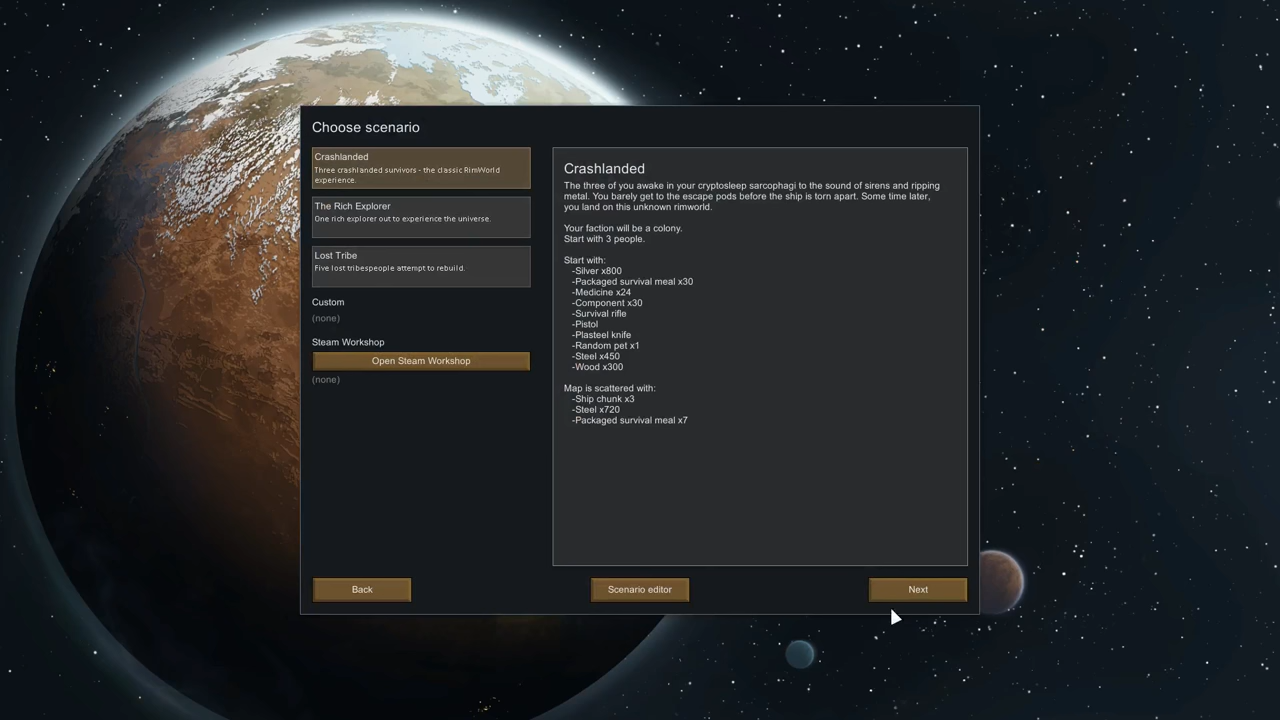 Choose scenario
Crashlanded
Three crashlanded survivors - the classic RimWorld
experience.
The Rich Explorer
One rich explorer out to experience the universe.
Lost Tribe
Five lost tribespeople attempt to rebuild.
Custom
(none)
Steam Workshop
Open Steam Workshop
(none)
Crashlanded
The three of you awake in your cryptosleep sarcophagi to the sound of sirens and ripping
metal. You barely get to the escape pods before the ship is torn apart. Some time later,
you land on this unknown rimworld.
Your faction will be a colony.
Start with 3 people.
Start with:
-Silver x800
-Packaged survival meal x30
-Medicine x24
-Component x30
-Survival rifle
-Pistol
-Plasteel knife
-Random pet x1
-Steel x450
-Wood x300
Map is scattered with:
-Ship chunk x3
-Steel x720
-Packaged survival meal x7
Back
Scenario editor
Next